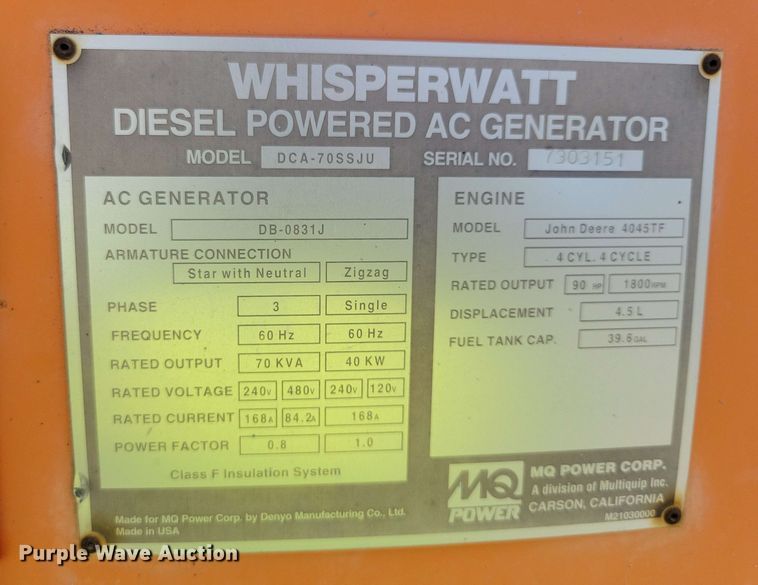 WHISPERWATT
DIESEL POWERED AC GENERATOR
MODEL DCA-70SSJU SERIAL NO. 7303151
AC GENERATOR
MODEL DB-0831J
ARMATURE CONNECTION
Star with Neutral Zigzag
PHASE 3 Single
FREQUENCY 60 Hz 60 Hz
RATED OUTPUT 70 KVA 40 KW
RATED VOLTAGE 240V 480V 240V 120V
RATED CURRENT 168A 84.2A 168A
POWER FACTOR 0.8 1.0
Class F Insulation System
ENGINE
MODEL John Deere 4045TF
TYPE 4 CYL. 4 CYCLE
RATED OUTPUT 90 HP 1800RPM
DISPLACEMENT 4.5 L
FUEL TANK CAP. 39.6GAL
MQ POWER
MQ POWER CORP.
A division of Multiquip Inc.
CARSON, CALIFORNIA
M21030000
Made for MQ Power Corp. by Denyo Manufacturing Co., Ltd.
Made in USA
Purple Wave Auction